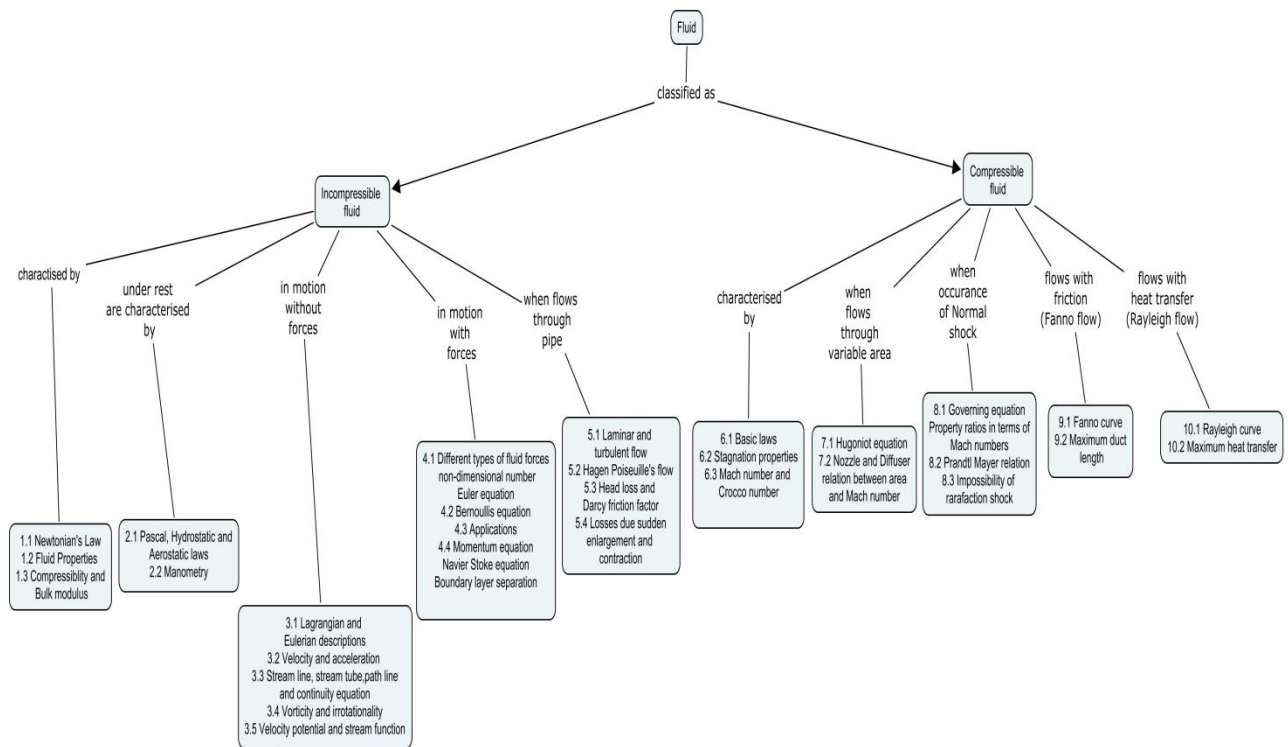 Fluid
classified as
Incompressible
fluid
Compressible
fluid
charactised by
under rest
are characterised
by
in motion
without
forces
in motion
with
forces
when flows
through
pipe
characterised
by
when
flows
through
variable area
when
occurance
of Normal
shock
flows with
friction
(Fanno flow)
flows with
heat transfer
(Rayleigh flow)
1.1 Newtonian's Law
1.2 Fluid Properties
1.3 Compressiblity and
Bulk modulus
2.1 Pascal, Hydrostatic and
Aerostatic laws
2.2 Manometry
3.1 Lagrangian and
Eulerian descriptions
3.2 Velocity and acceleration
3.3 Stream line, stream tube,path line
and continuity equation
3.4 Vorticity and irrotationality
3.5 Velocity potential and stream function
4.1 Different types of fluid forces
non-dimensional number
Euler equation
4.2 Bernoullis equation
4.3 Applications
4.4 Momentum equation
Navier Stoke equation
Boundary layer separation
5.1 Laminar and
turbulent flow
5.2 Hagen Poiseuille's flow
5.3 Head loss and
Darcy friction factor
5.4 Losses due sudden
enlargement and
contraction
6.1 Basic laws
6.2 Stagnation properties
6.3 Mach number and
Crocco number
7.1 Hugoniot equation
7.2 Nozzle and Diffuser
relation between area
and Mach number
8.1 Governing equation
Property ratios in terms of
Mach numbers
8.2 Prandtl Mayer relation
8.3 Impossibility of
rarafaction shock
9.1 Fanno curve
9.2 Maximum duct
length
10.1 Rayleigh curve
10.2 Maximum heat transfer